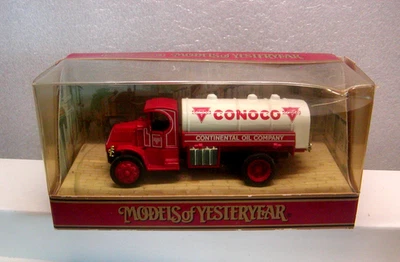 CONOCO
CONTINENTAL OIL COMPANY
MODELS of YESTERYEAR